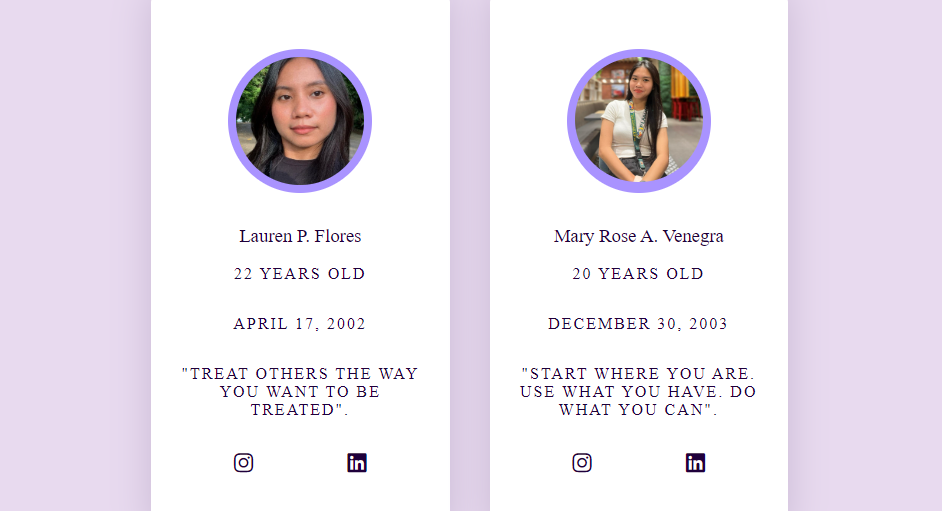 Lauren P. Flores
22 YEARS OLD
APRIL 17, 2002
"TREAT OTHERS THE WAY
YOU WANT TO BE
TREATED".
Mary Rose A. Venegra
20 YEARS OLD
DECEMBER 30, 2003
"START WHERE YOU ARE.
USE WHAT YOU HAVE. DO
WHAT YOU CAN".